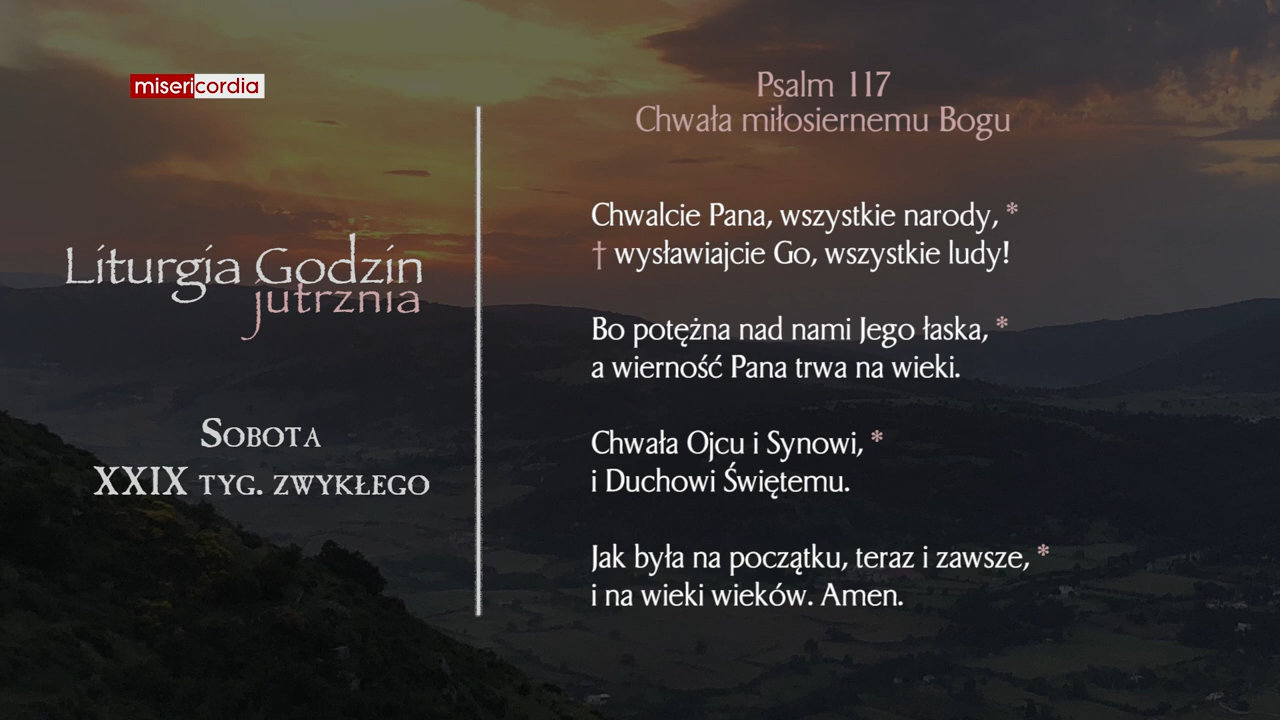 misericordia
Liturgia Godzin
jutrznia
Sobota
XXIX tyg. zwykłego
Psalm 117
Chwała miłosiernemu Bogu
Chwalcie Pana, wszystkie narody, *
† wysławiajcie Go, wszystkie ludy!
Bo potężna nad nami Jego łaska, *
a wierność Pana trwa na wieki.
Chwała Ojcu i Synowi, *
i Duchowi Świętemu.
Jak była na początku, teraz i zawsze, *
i na wieki wieków. Amen.